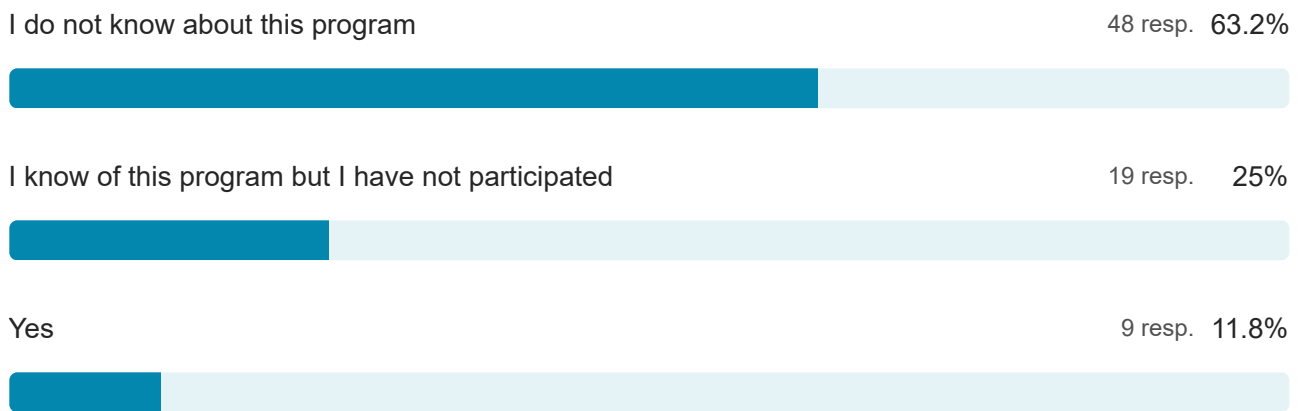 I do not know about this program 48 resp. 63.2%
I know of this program but I have not participated 19 resp. 25%
Yes 9 resp. 11.8%